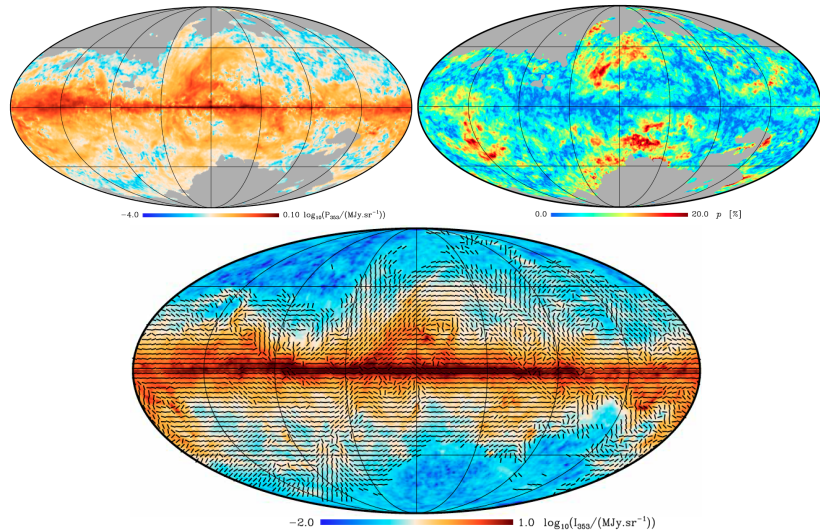 −4.0 0.10 log₁₀(P₃₅₃/(MJy.sr⁻¹))
0.0 20.0 p [%]
−2.0 1.0 log₁₀(I₃₅₃/(MJy.sr⁻¹))